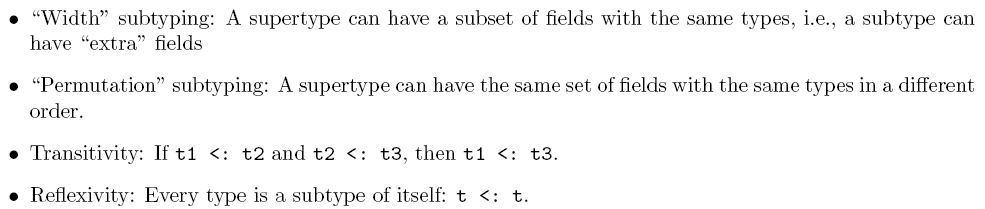 • “Width” subtyping: A supertype can have a subset of fields with the same types, i.e., a subtype can
have “extra” fields
• “Permutation” subtyping: A supertype can have the same set of fields with the same types in a different
order.
• Transitivity: If t1 <: t2 and t2 <: t3, then t1 <: t3.
• Reflexivity: Every type is a subtype of itself: t <: t.